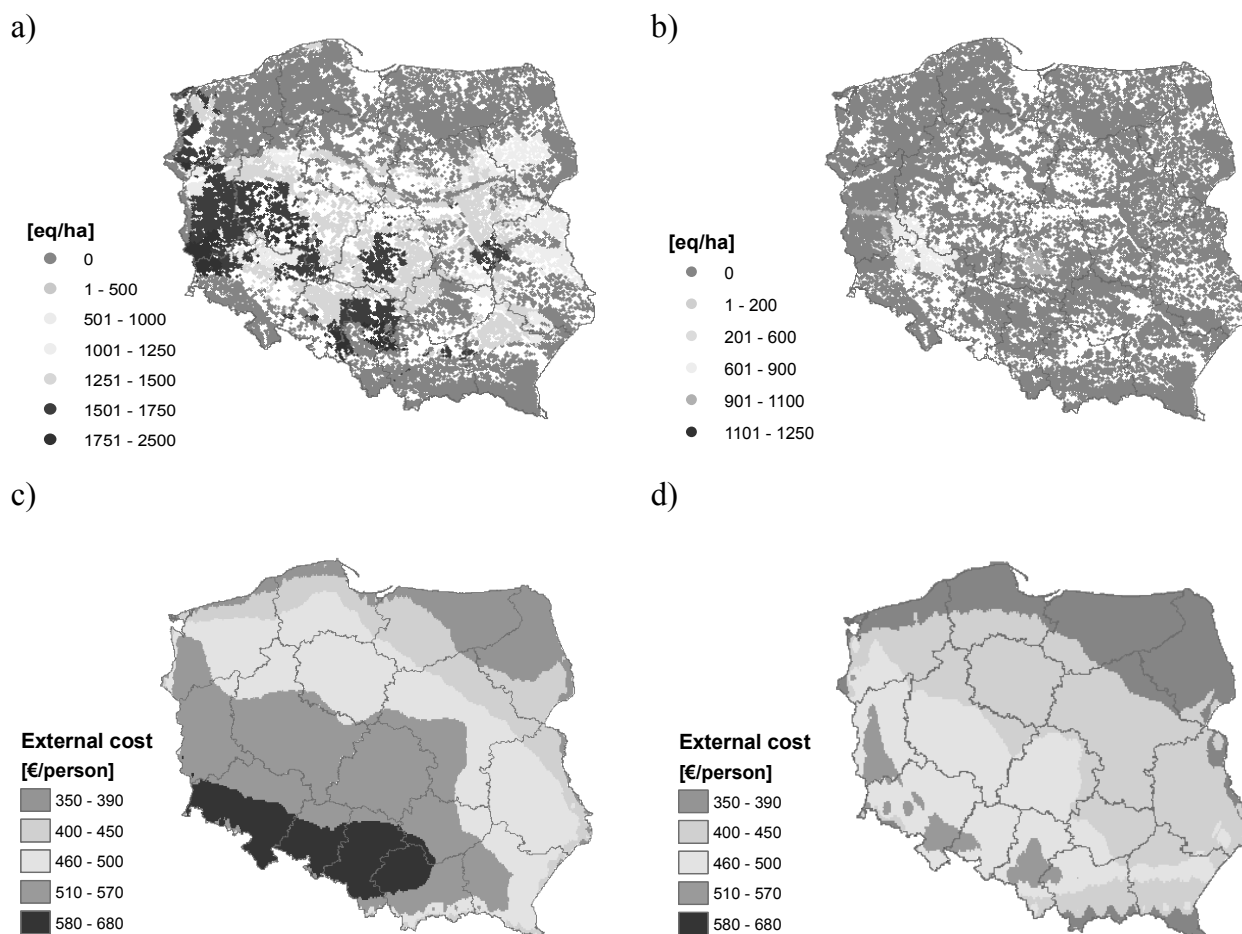 a)
[eq/ha]
0
1 - 500
501 - 1000
1001 - 1250
1251 - 1500
1501 - 1750
1751 - 2500
b)
[eq/ha]
0
1 - 200
201 - 600
601 - 900
901 - 1100
1101 - 1250
c)
External cost
[€/person]
350 - 390
400 - 450
460 - 500
510 - 570
580 - 680
d)
External cost
[€/person]
350 - 390
400 - 450
460 - 500
510 - 570
580 - 680